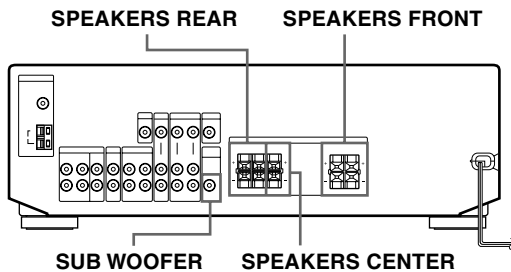 SPEAKERS REAR SPEAKERS FRONT
+ + + +
– – – –
SUB WOOFER SPEAKERS CENTER